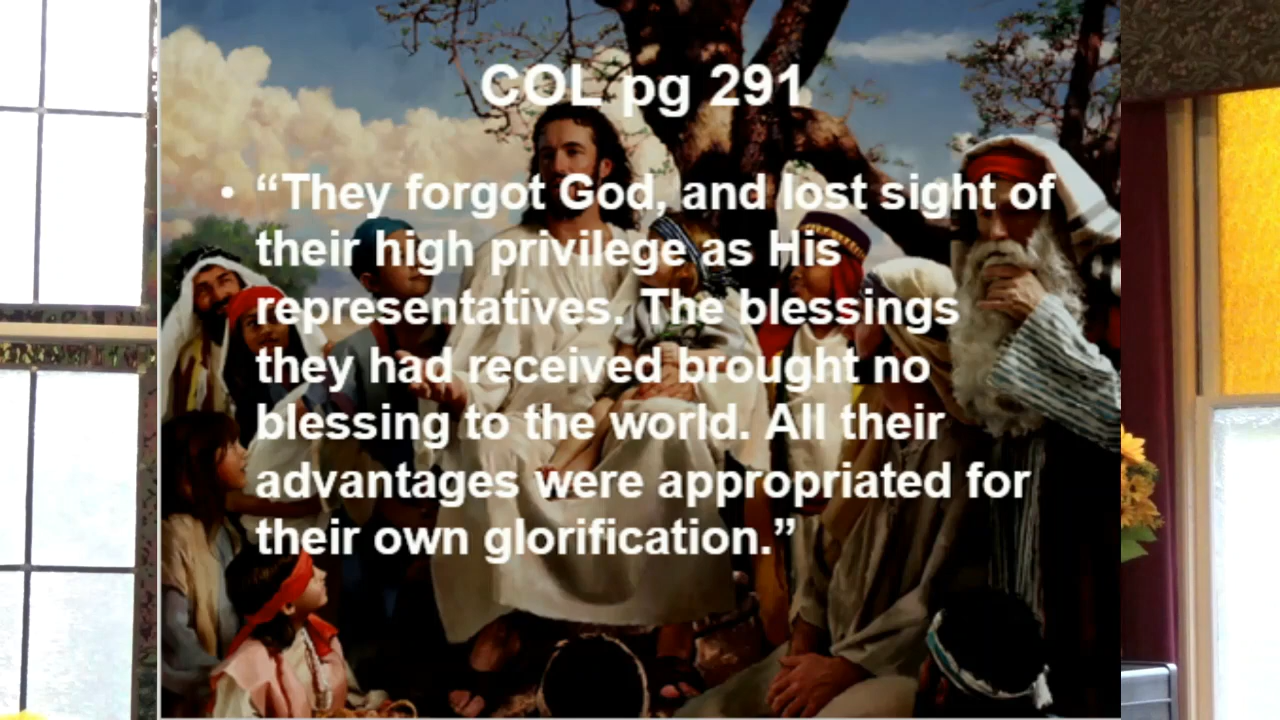 COL pg 291
• “They forgot God, and lost sight of
their high privilege as His
representatives. The blessings
they had received brought no
blessing to the world. All their
advantages were appropriated for
their own glorification.”